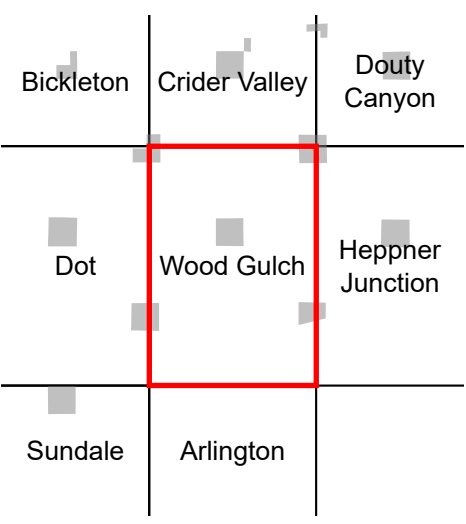 Bickleton
Crider Valley
Douty
Canyon
Dot
Wood Gulch
Heppner
Junction
Sundale
Arlington